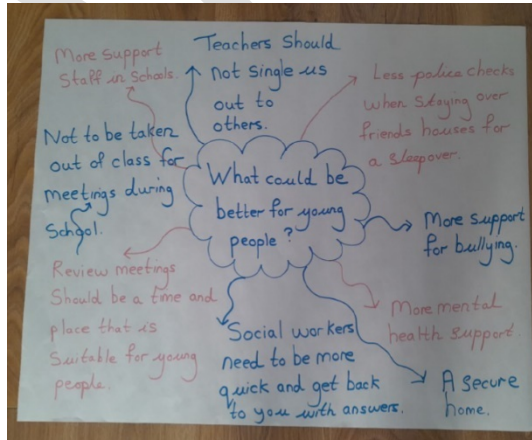 More support
Staff in Schools.
Teachers Should
not single us
out to
others.
Less police checks
when staying over
friends houses for
a sleepover.
Not to be taken
out of class for
meetings during
School.
What could be
better for young
people?
More support
for bullying.
Review meetings
Should be a time and
place that is
Suitable for young
people.
Social workers
need to be more
quick and get back
to you with answers.
More mental
health support
A secure
home.